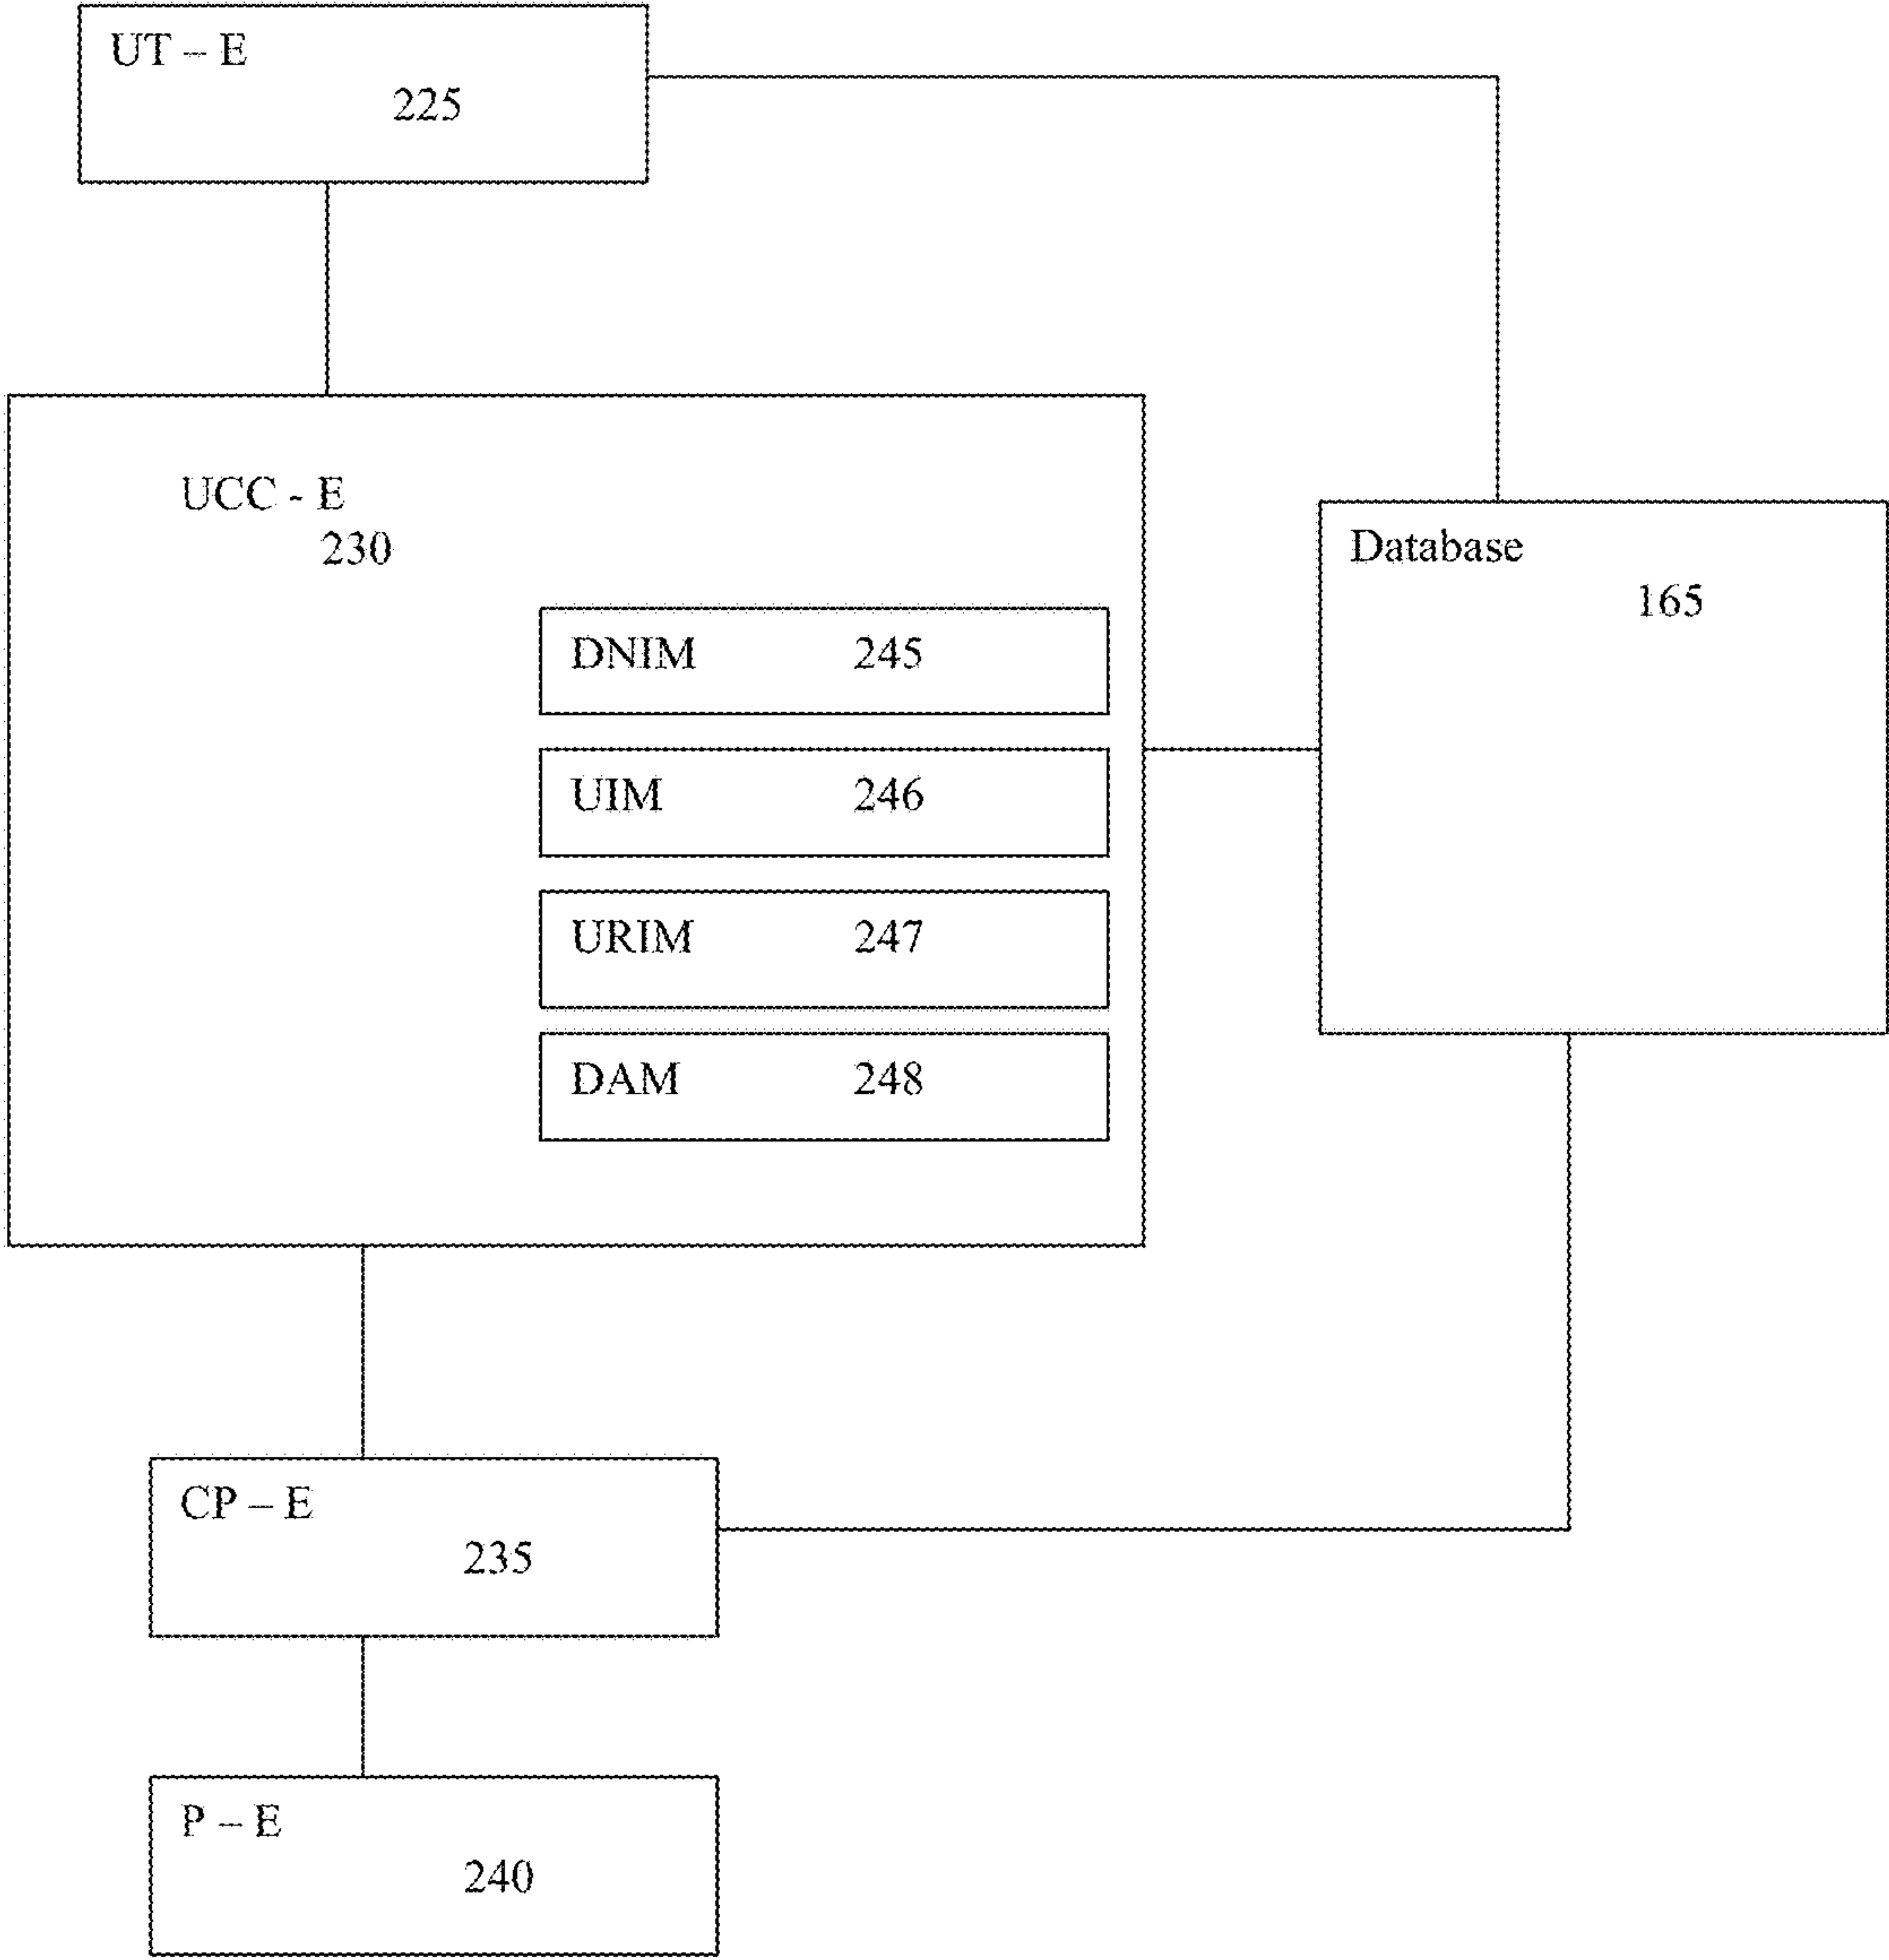 UT – E
225
UCC - E
230
Database
165
DNIM 245
UIM 246
URIM 247
DAM 248
CP – E
235
P – E
240